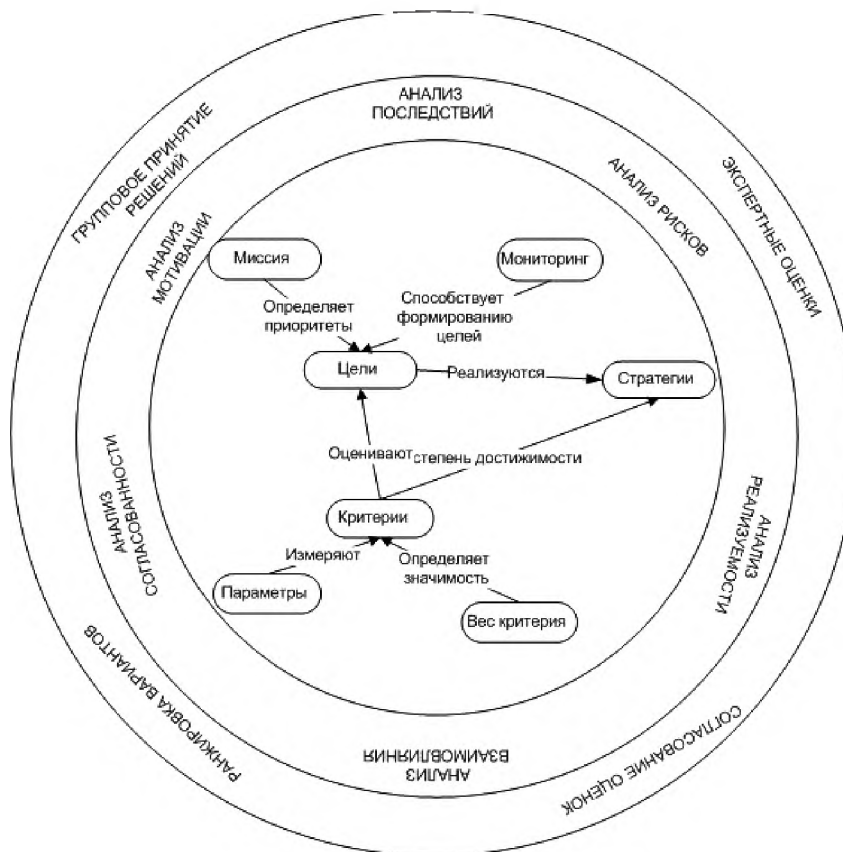 АНАЛИЗ
ПОСЛЕДСТВИЙ
ГРУППОВОЕ ПРИНЯТИЕ
РЕШЕНИЙ
ЭКСПЕРТНЫЕ ОЦЕНКИ
АНАЛИЗ РИСКОВ
АНАЛИЗ
МОТИВАЦИИ
Миссия
Мониторинг
Определяет
приоритеты
Способствует
формированию
целей
Цели
Реализуются
Стратегии
Оценивают
степень достижимости
Критерии
Измеряют
Определяет
значимость
Параметры
Вес критерия
АНАЛИЗ
СОГЛАСОВАННОСТИ
АНАЛИЗ
РЕАЛИЗУЕМОСТИ
РАНЖИРОВКА ВАРИАНТОВ
СОГЛАСОВАНИЕ ОЦЕНОК
АНАЛИЗ
ВЗАИМОВЛИЯНИЯ